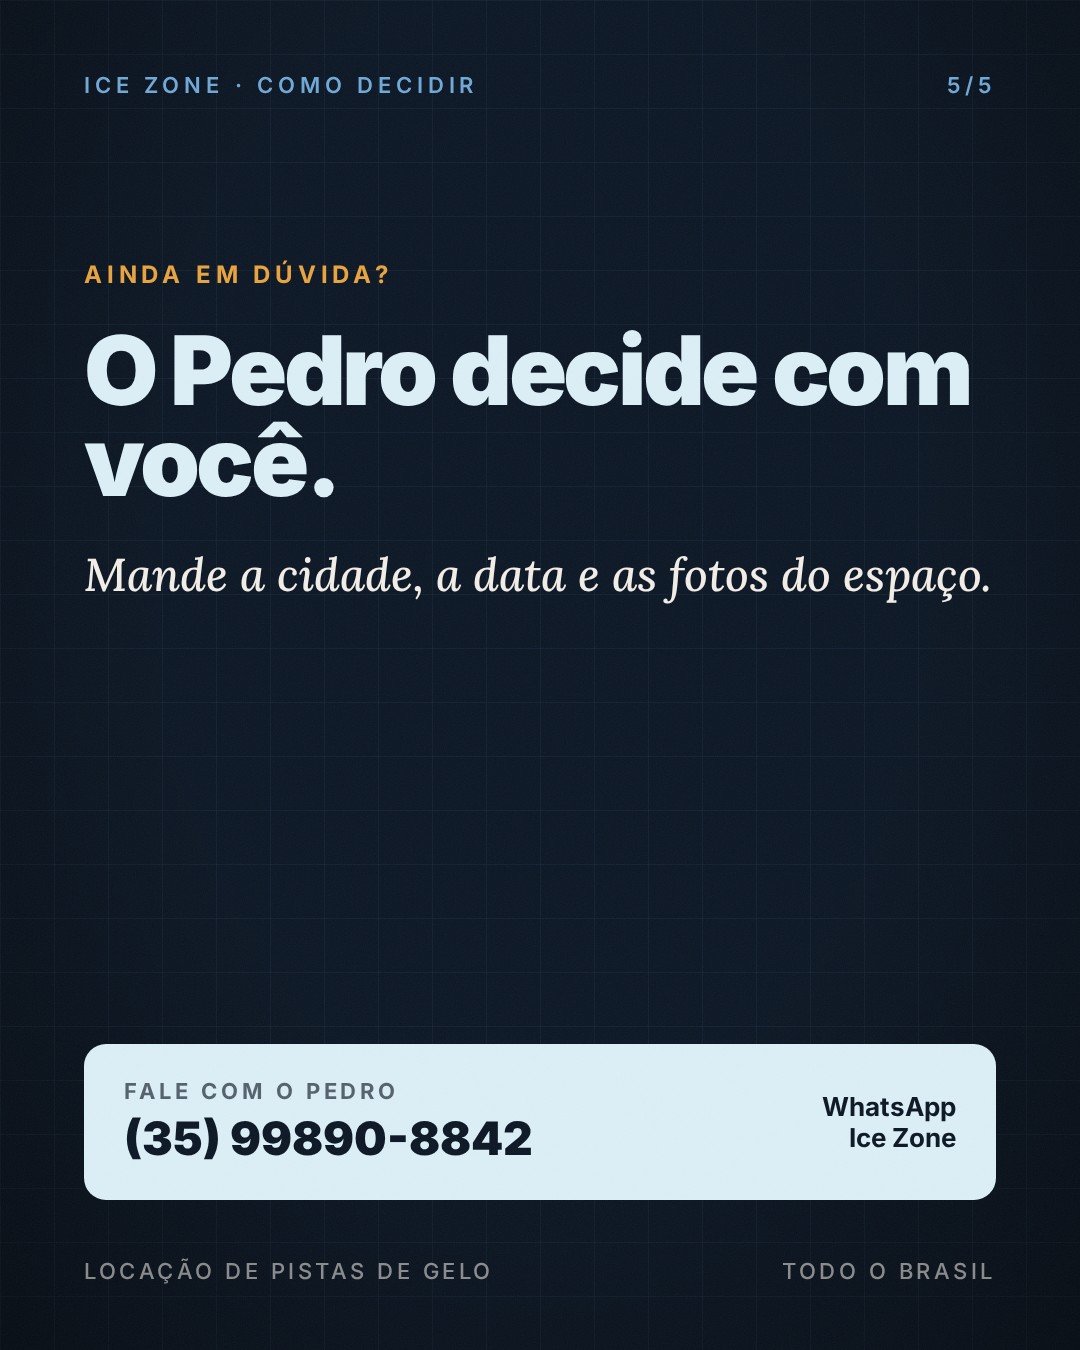 ICE ZONE · COMO DECIDIR
5/5
AINDA EM DÚVIDA?
O Pedro decide com
você.
Mande a cidade, a data e as fotos do espaço.
FALE COM O PEDRO
(35) 99890-8842
WhatsApp
Ice Zone
LOCAÇÃO DE PISTAS DE GELO
TODO O BRASIL